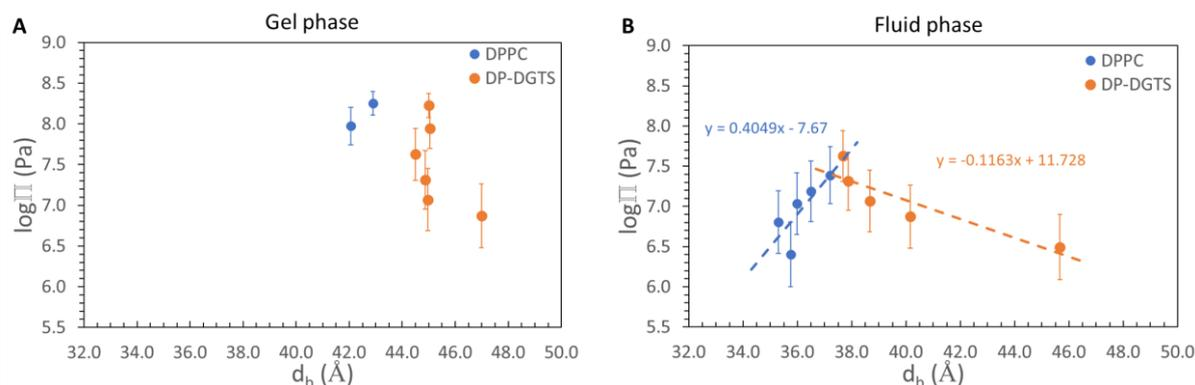 A
Gel phase
9.0
8.5
8.0
7.5
7.0
6.5
6.0
5.5
logΠ (Pa)
DPPC
DP-DGTS
32.0 34.0 36.0 38.0 40.0 42.0 44.0 46.0 48.0 50.0
d_b (Å)
B
Fluid phase
9.0
8.5
8.0
7.5
7.0
6.5
6.0
5.5
logΠ (Pa)
DPPC
DP-DGTS
y = 0.4049x - 7.67
y = -0.1163x + 11.728
32.0 34.0 36.0 38.0 40.0 42.0 44.0 46.0 48.0 50.0
d_b (Å)